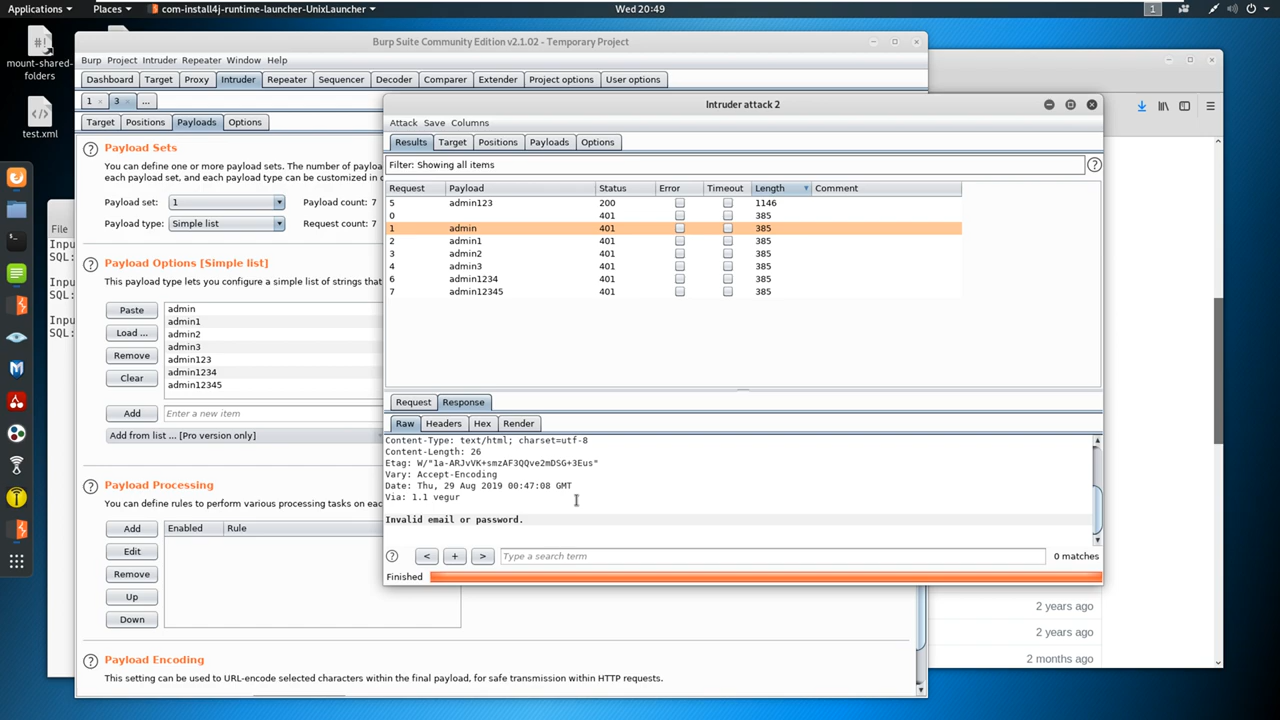 Applications ▾ Places ▾ com-install4j-runtime-launcher-UnixLauncher ▾ Wed 20:49 1
mount-shared-folders
test.xml
Burp Suite Community Edition v2.1.02 - Temporary Project
Burp Project Intruder Repeater Window Help
Dashboard Target Proxy Intruder Repeater Sequencer Decoder Comparer Extender Project options User options
1 × 3 × ...
Target Positions Payloads Options
Payload Sets
You can define one or more payload sets. The number of payload
set, and each payload type can be customized in
Payload set: 1 Payload count: 7
Payload type: Simple list Request count: 7
Payload Options [Simple list]
This payload type lets you configure a simple list of strings that
Paste
Load ...
Remove
Clear
admin
admin1
admin2
admin3
admin123
admin1234
admin12345
Add Enter a new item
Add from list ... [Pro version only]
Payload Processing
You can define rules to perform various processing tasks on
Add
Edit
Remove
Up
Down
Enabled Rule
Payload Encoding
This setting can be used to URL-encode selected characters within the final payload, for safe transmission within HTTP requests.
File
Inpu
SQL:
Inpu
SQL:
Inpu
SQL:
Intruder attack 2
Attack Save Columns
Results Target Positions Payloads Options
Filter: Showing all items
Request Payload Status Error Timeout Length Comment
5 admin123 200 1146
0 401 385
1 admin 401 385
2 admin1 401 385
3 admin2 401 385
4 admin3 401 385
6 admin1234 401 385
7 admin12345 401 385
Request Response
Raw Headers Hex Render
Content-Type: text/html; charset=utf-8
Content-Length: 26
Etag: W/"1a-ARJvVK+smzAF3QQve2mDSG+3Eus"
Vary: Accept-Encoding
Date: Thu, 29 Aug 2019 00:47:08 GMT
Via: 1.1 vegur
Invalid email or password.
? < + > Type a search term 0 matches
Finished
2 years ago
2 years ago
2 months ago